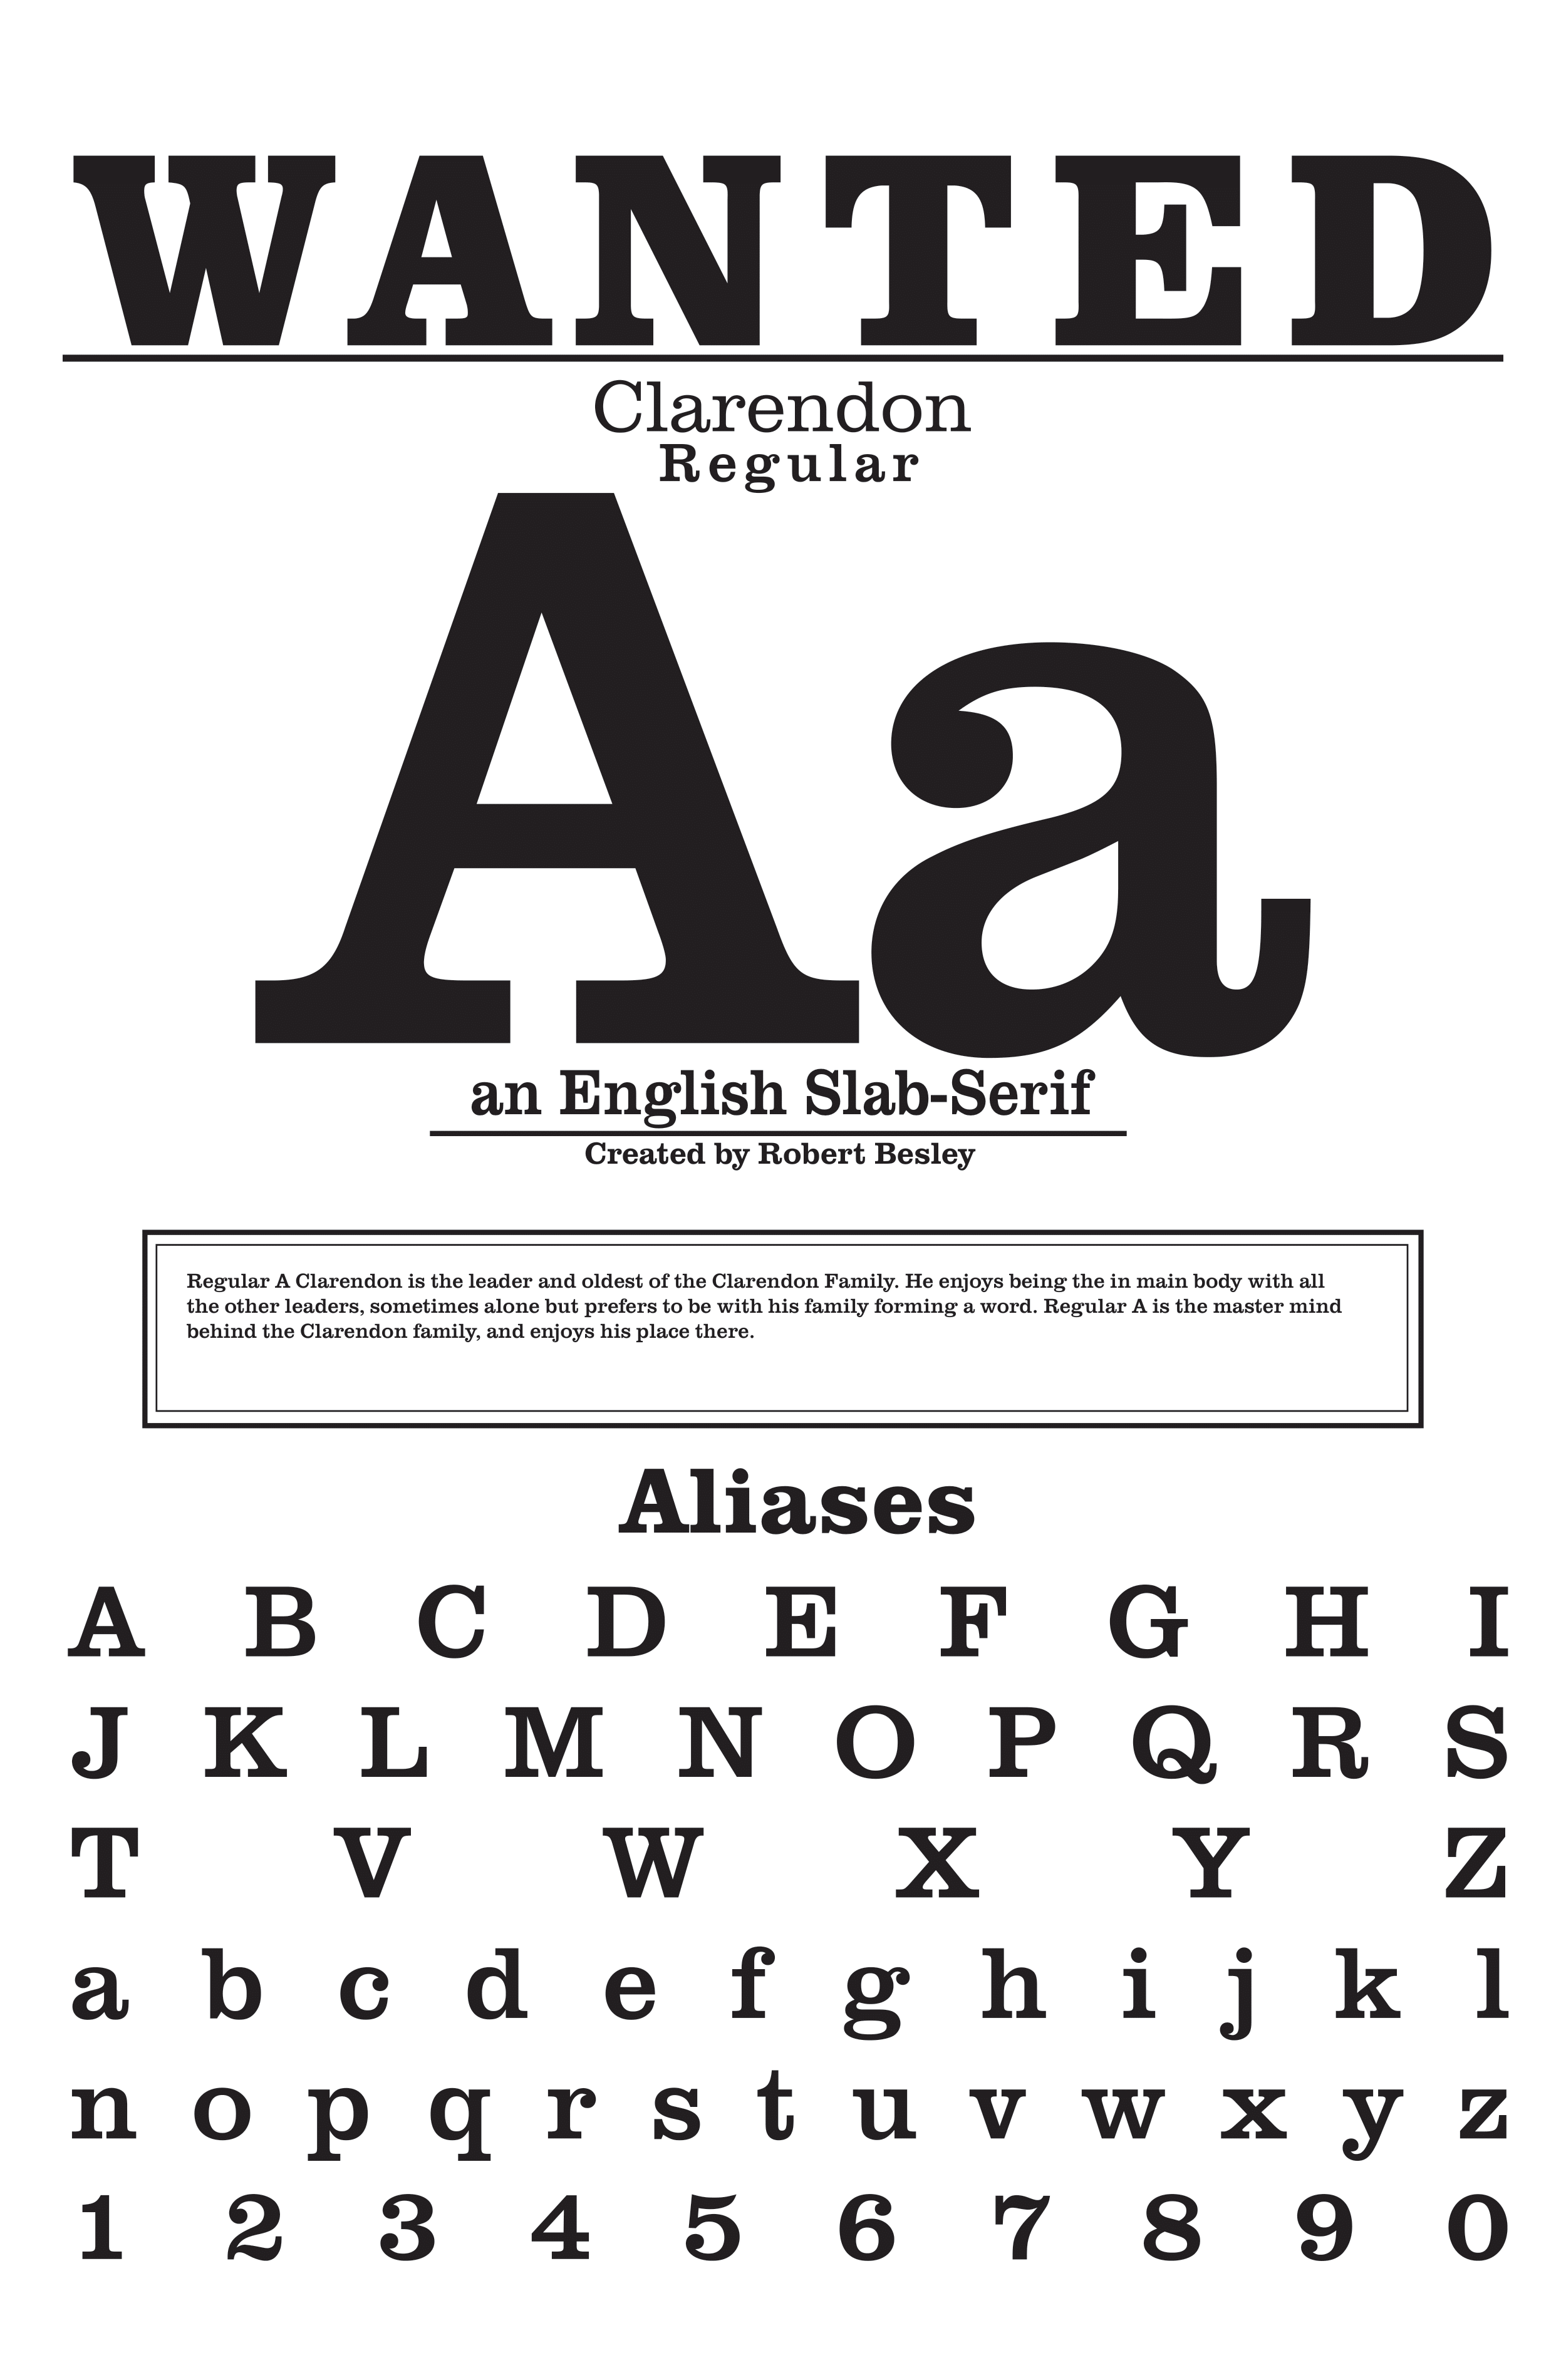 WANTED
Clarendon
Regular
Aa
an English Slab-Serif
Created by Robert Besley
Regular A Clarendon is the leader and oldest of the Clarendon Family. He enjoys being the in main body with all
the other leaders, sometimes alone but prefers to be with his family forming a word. Regular A is the master mind
behind the Clarendon family, and enjoys his place there.
Aliases
A B C D E F G H I
J K L M N O P Q R S
T V W X Y Z
a b c d e f g h i j k l
n o p q r s t u v w x y z
1 2 3 4 5 6 7 8 9 0